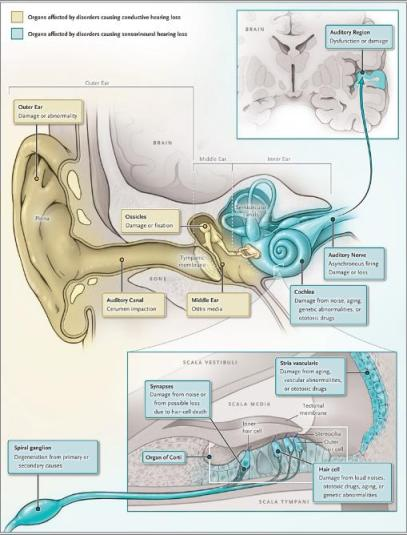 Organs affected by disorders causing conductive hearing loss
Organs affected by disorders causing sensorineural hearing loss
BRAIN
Auditory Region
Dysfunction or damage
Outer Ear
Outer Ear
Damage or abnormality
BRAIN
Middle Ear
Inner Ear
Ossicles
Damage or fixation
Semicircular
canals
Pinna
Tympanic
membrane
BONE
Auditory Nerve
Asynchronous firing
Damage or loss
Auditory Canal
Cerumen impaction
Middle Ear
Otitis media
Cochlea
Damage from noise, aging,
genetic abnormalities, or
ototoxic drugs
SCALA VESTIBULI
Stria vascularis
Damage from aging,
vascular abnormalities,
or ototoxic drugs
Synapses
Damage from noise or
from possible loss
due to hair-cell death
SCALA MEDIA
Tectorial
membrane
Inner
hair cell
Stereocilia
Outer
hair cell
Organ of Corti
Hair cell
Damage from loud noises,
ototoxic drugs, aging, or
genetic abnormalities
Spiral ganglion
Degeneration from primary or
secondary causes
SCALA TYMPANI